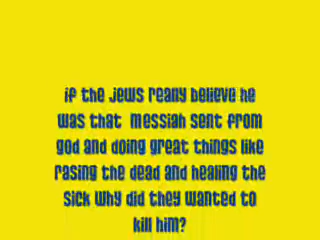 if the jews really believe he
was that messiah sent from
god and doing great things like
rasing the dead and healing the
sick why did they wanted to
kill him?